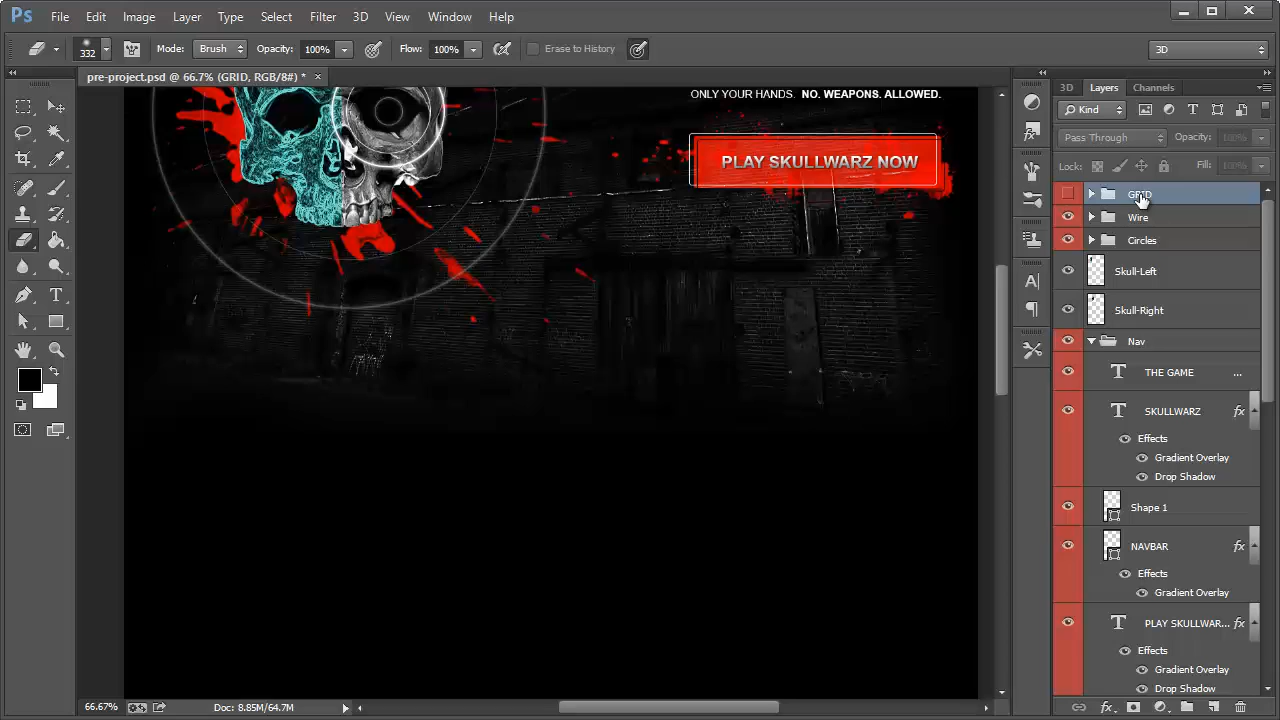 Ps File Edit Image Layer Type Select Filter 3D View Window Help
332 Mode: Brush Opacity: 100% Flow: 100% Erase to History 3D
pre-project.psd @ 66.7% (GRID, RGB/8#) * ×
3D Layers Channels
Kind
Pass Through Opacity: 100%
Lock: Fill:
GRID
Wire
Circles
Skull-Left
Skull-Right
Nav
THE GAME ...
SKULLWARZ fx
Effects
Gradient Overlay
Drop Shadow
Shape 1
NAVBAR fx
Effects
Gradient Overlay
PLAY SKULLWAR... fx
Effects
Gradient Overlay
Drop Shadow
ONLY YOUR HANDS. NO. WEAPONS. ALLOWED.
PLAY SKULLWARZ NOW
66.67% Doc: 8.85M/64.7M